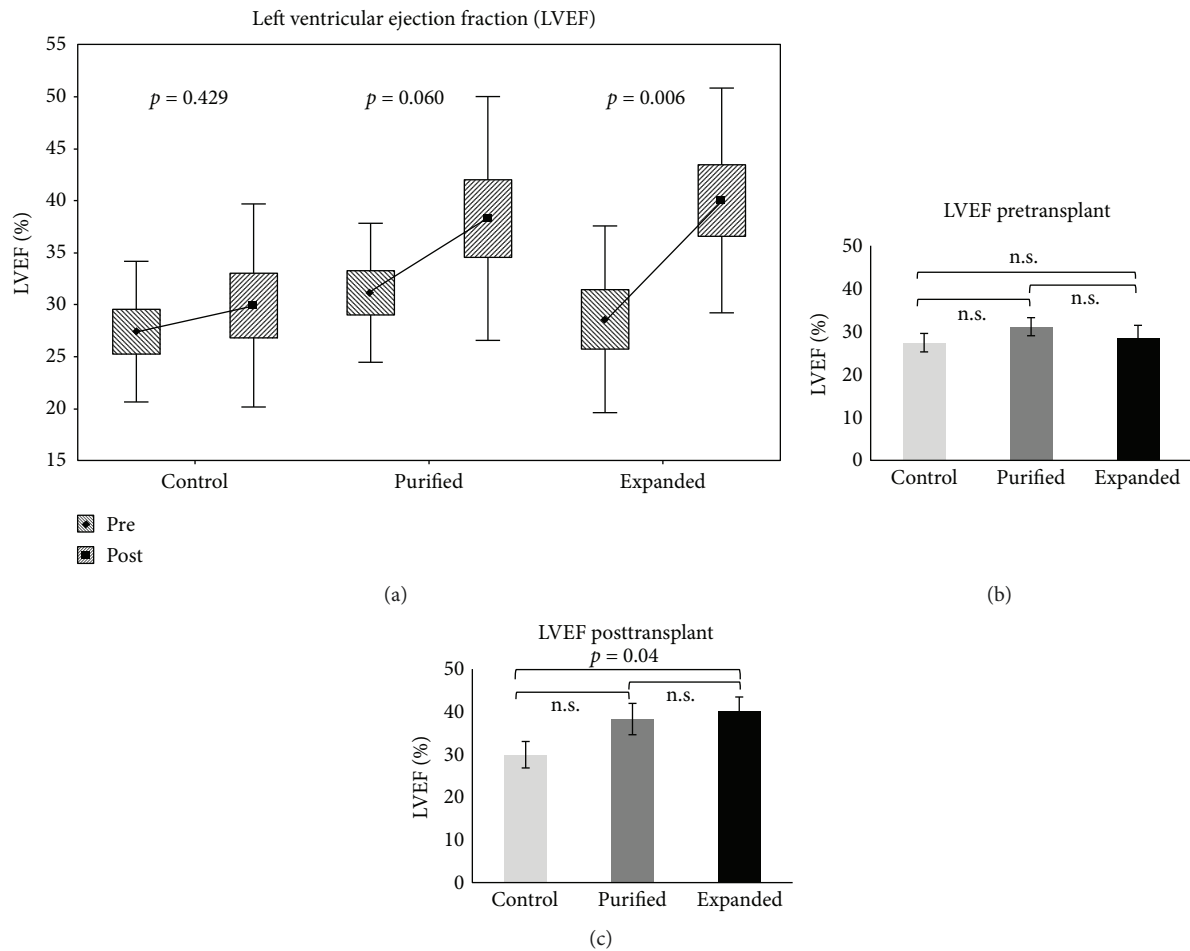 Left ventricular ejection fraction (LVEF)
55
50
45
40
35
30
25
20
15
LVEF (%)
p = 0.429
p = 0.060
p = 0.006
Control
Purified
Expanded
Pre
Post
(a)
LVEF pretransplant
50
40
30
20
10
0
LVEF (%)
n.s.
n.s.
n.s.
Control
Purified
Expanded
(b)
LVEF posttransplant
p = 0.04
50
40
30
20
10
0
LVEF (%)
n.s.
n.s.
Control
Purified
Expanded
(c)